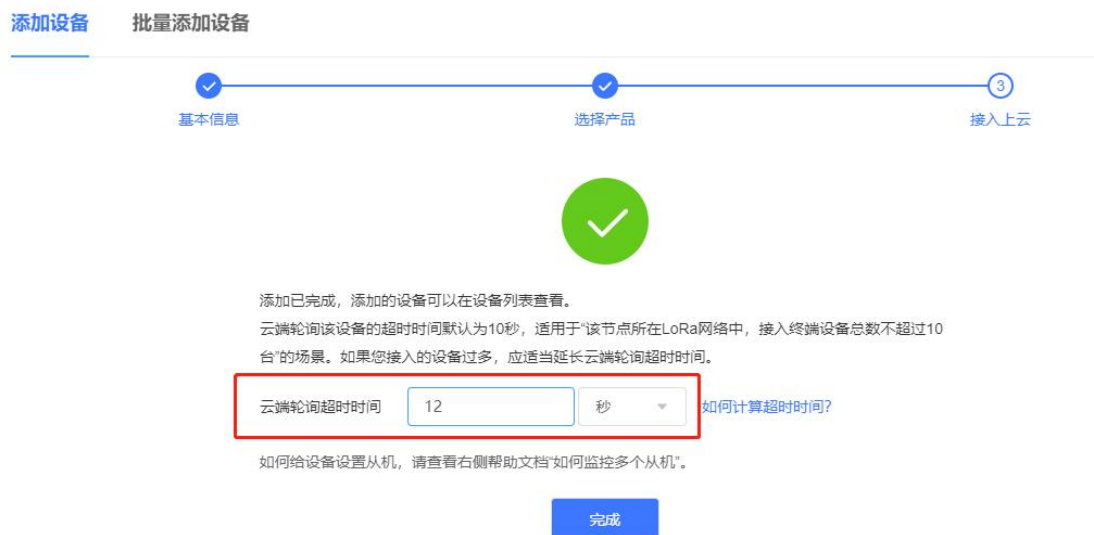 添加设备 批量添加设备
3
基本信息 选择产品 接入上云
添加已完成，添加的设备可以在设备列表查看。
云端轮询该设备的超时时间默认为10秒，适用于“该节点所在LoRa网络中，接入终端设备总数不超过10
台”的场景。如果您接入的设备过多，应适当延长云端轮询超时时间。
云端轮询超时时间 12 秒 如何计算超时时间?
如何给设备设置从机，请查看右侧帮助文档“如何监控多个从机”。
完成